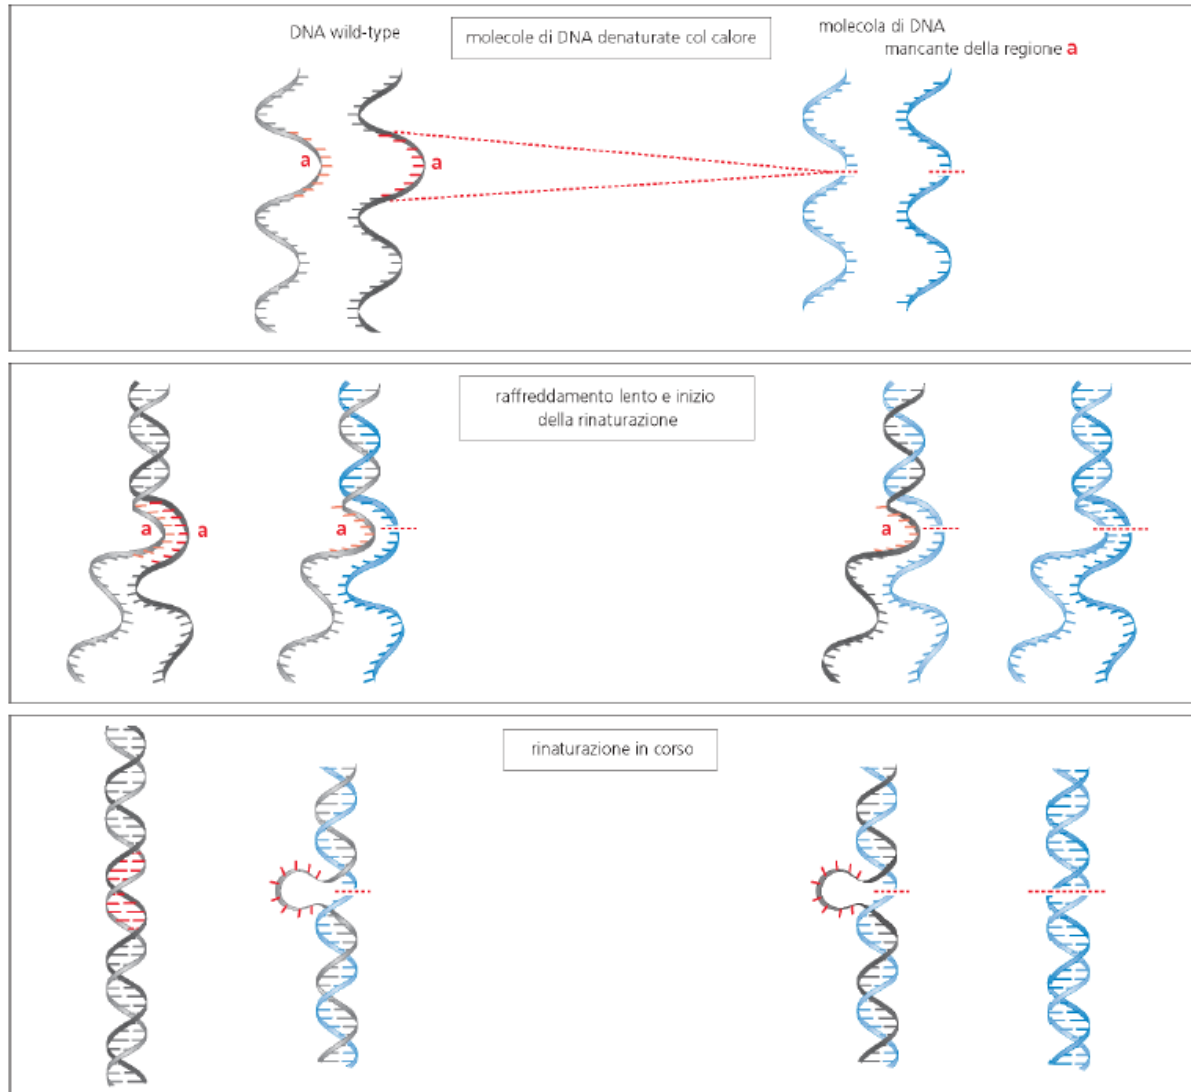 DNA wild-type
molecole di DNA denaturate col calore
molecola di DNA
mancante della regione a
a
a
raffreddamento lento e inizio
della rinaturazione
a
a
a
a
rinaturazione in corso